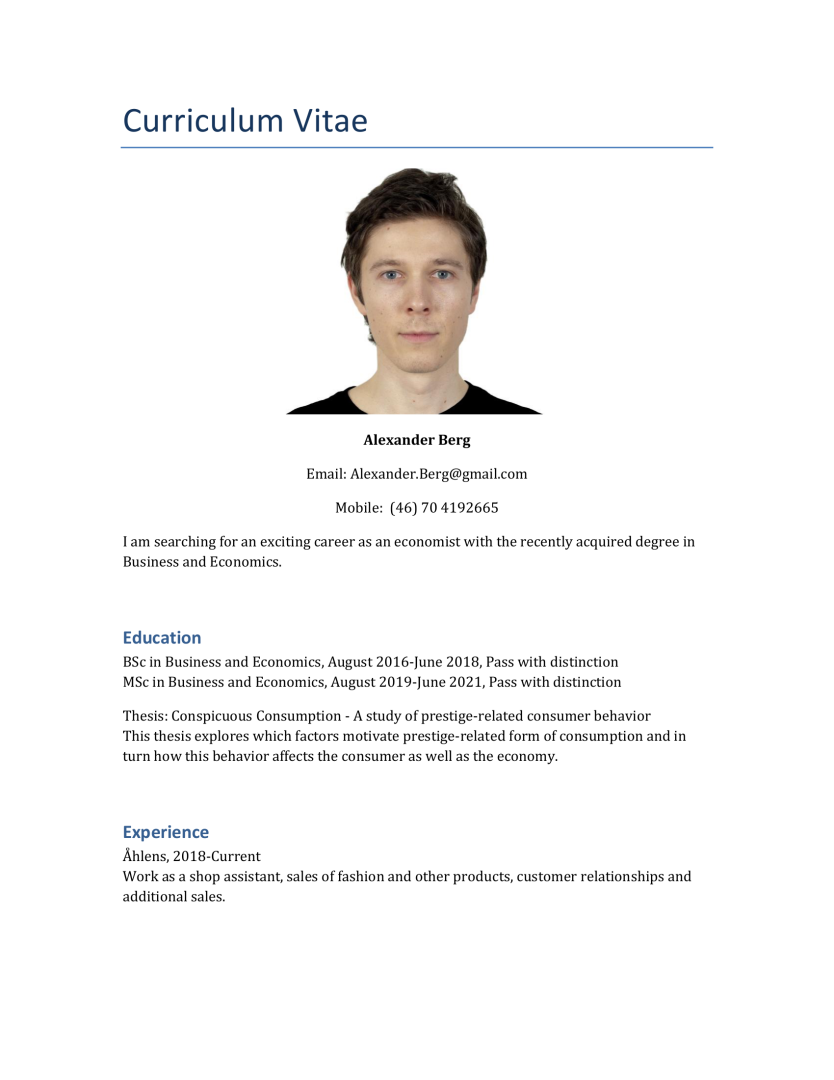 Curriculum Vitae
Alexander Berg
Email: Alexander.Berg@gmail.com
Mobile:  (46) 70 4192665
I am searching for an exciting career as an economist with the recently acquired degree in
Business and Economics.
Education
BSc in Business and Economics, August 2016-June 2018, Pass with distinction
MSc in Business and Economics, August 2019-June 2021, Pass with distinction
Thesis: Conspicuous Consumption - A study of prestige-related consumer behavior
This thesis explores which factors motivate prestige-related form of consumption and in
turn how this behavior affects the consumer as well as the economy.
Experience
Åhlens, 2018-Current
Work as a shop assistant, sales of fashion and other products, customer relationships and
additional sales.